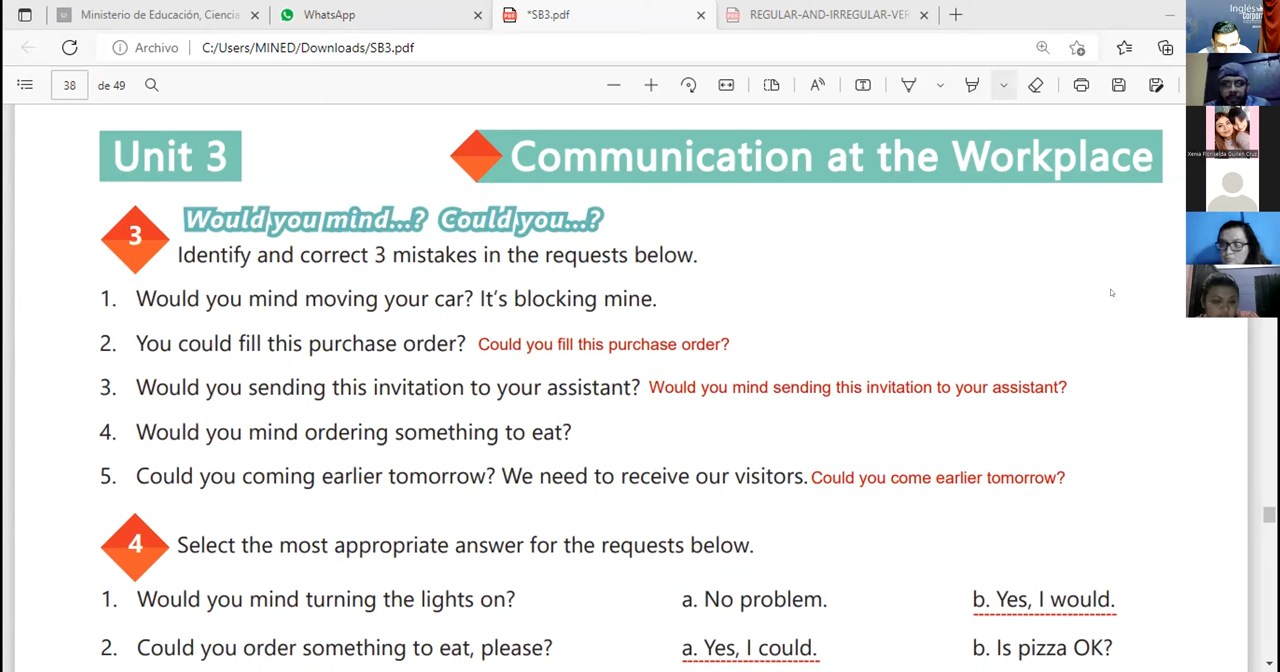 Ministerio de Educación, Ciencia
WhatsApp
*SB3.pdf
REGULAR-AND-IRREGULAR-VER
Archivo
C:/Users/MINED/Downloads/SB3.pdf
38 de 49
Inglés
Corpor
Xenia Floriselda Guillen Cruz
Unit 3
Communication at the Workplace
3
Would you mind...? Could you...?
Identify and correct 3 mistakes in the requests below.
1. Would you mind moving your car? It's blocking mine.
2. You could fill this purchase order? Could you fill this purchase order?
3. Would you sending this invitation to your assistant? Would you mind sending this invitation to your assistant?
4. Would you mind ordering something to eat?
5. Could you coming earlier tomorrow? We need to receive our visitors. Could you come earlier tomorrow?
4
Select the most appropriate answer for the requests below.
1. Would you mind turning the lights on? a. No problem. b. Yes, I would.
2. Could you order something to eat, please? a. Yes, I could. b. Is pizza OK?